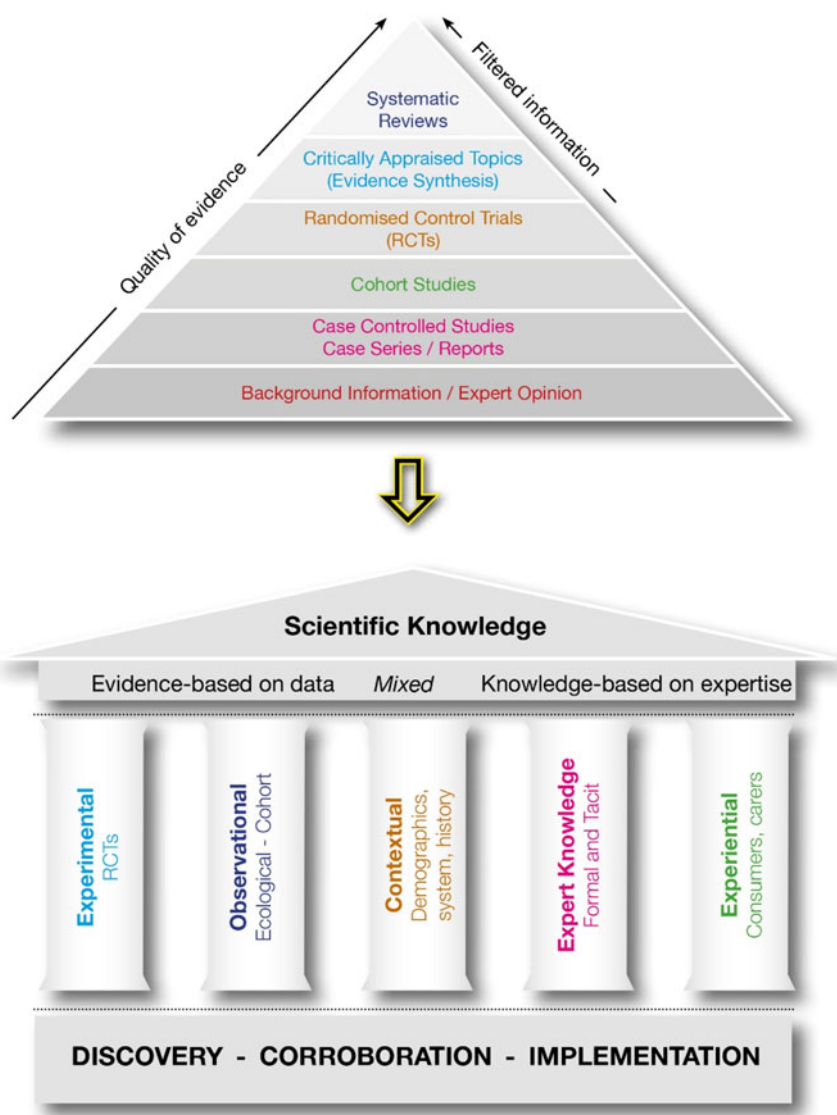 Quality of evidence
Filtered information
Systematic
Reviews
Critically Appraised Topics
(Evidence Synthesis)
Randomised Control Trials
(RCTs)
Cohort Studies
Case Controlled Studies
Case Series / Reports
Background Information / Expert Opinion
Scientific Knowledge
Evidence-based on data Mixed Knowledge-based on expertise
Experimental
RCTs
Observational
Ecological - Cohort
Contextual
Demographics,
system, history
Expert Knowledge
Formal and Tacit
Experiential
Consumers, carers
DISCOVERY - CORROBORATION - IMPLEMENTATION